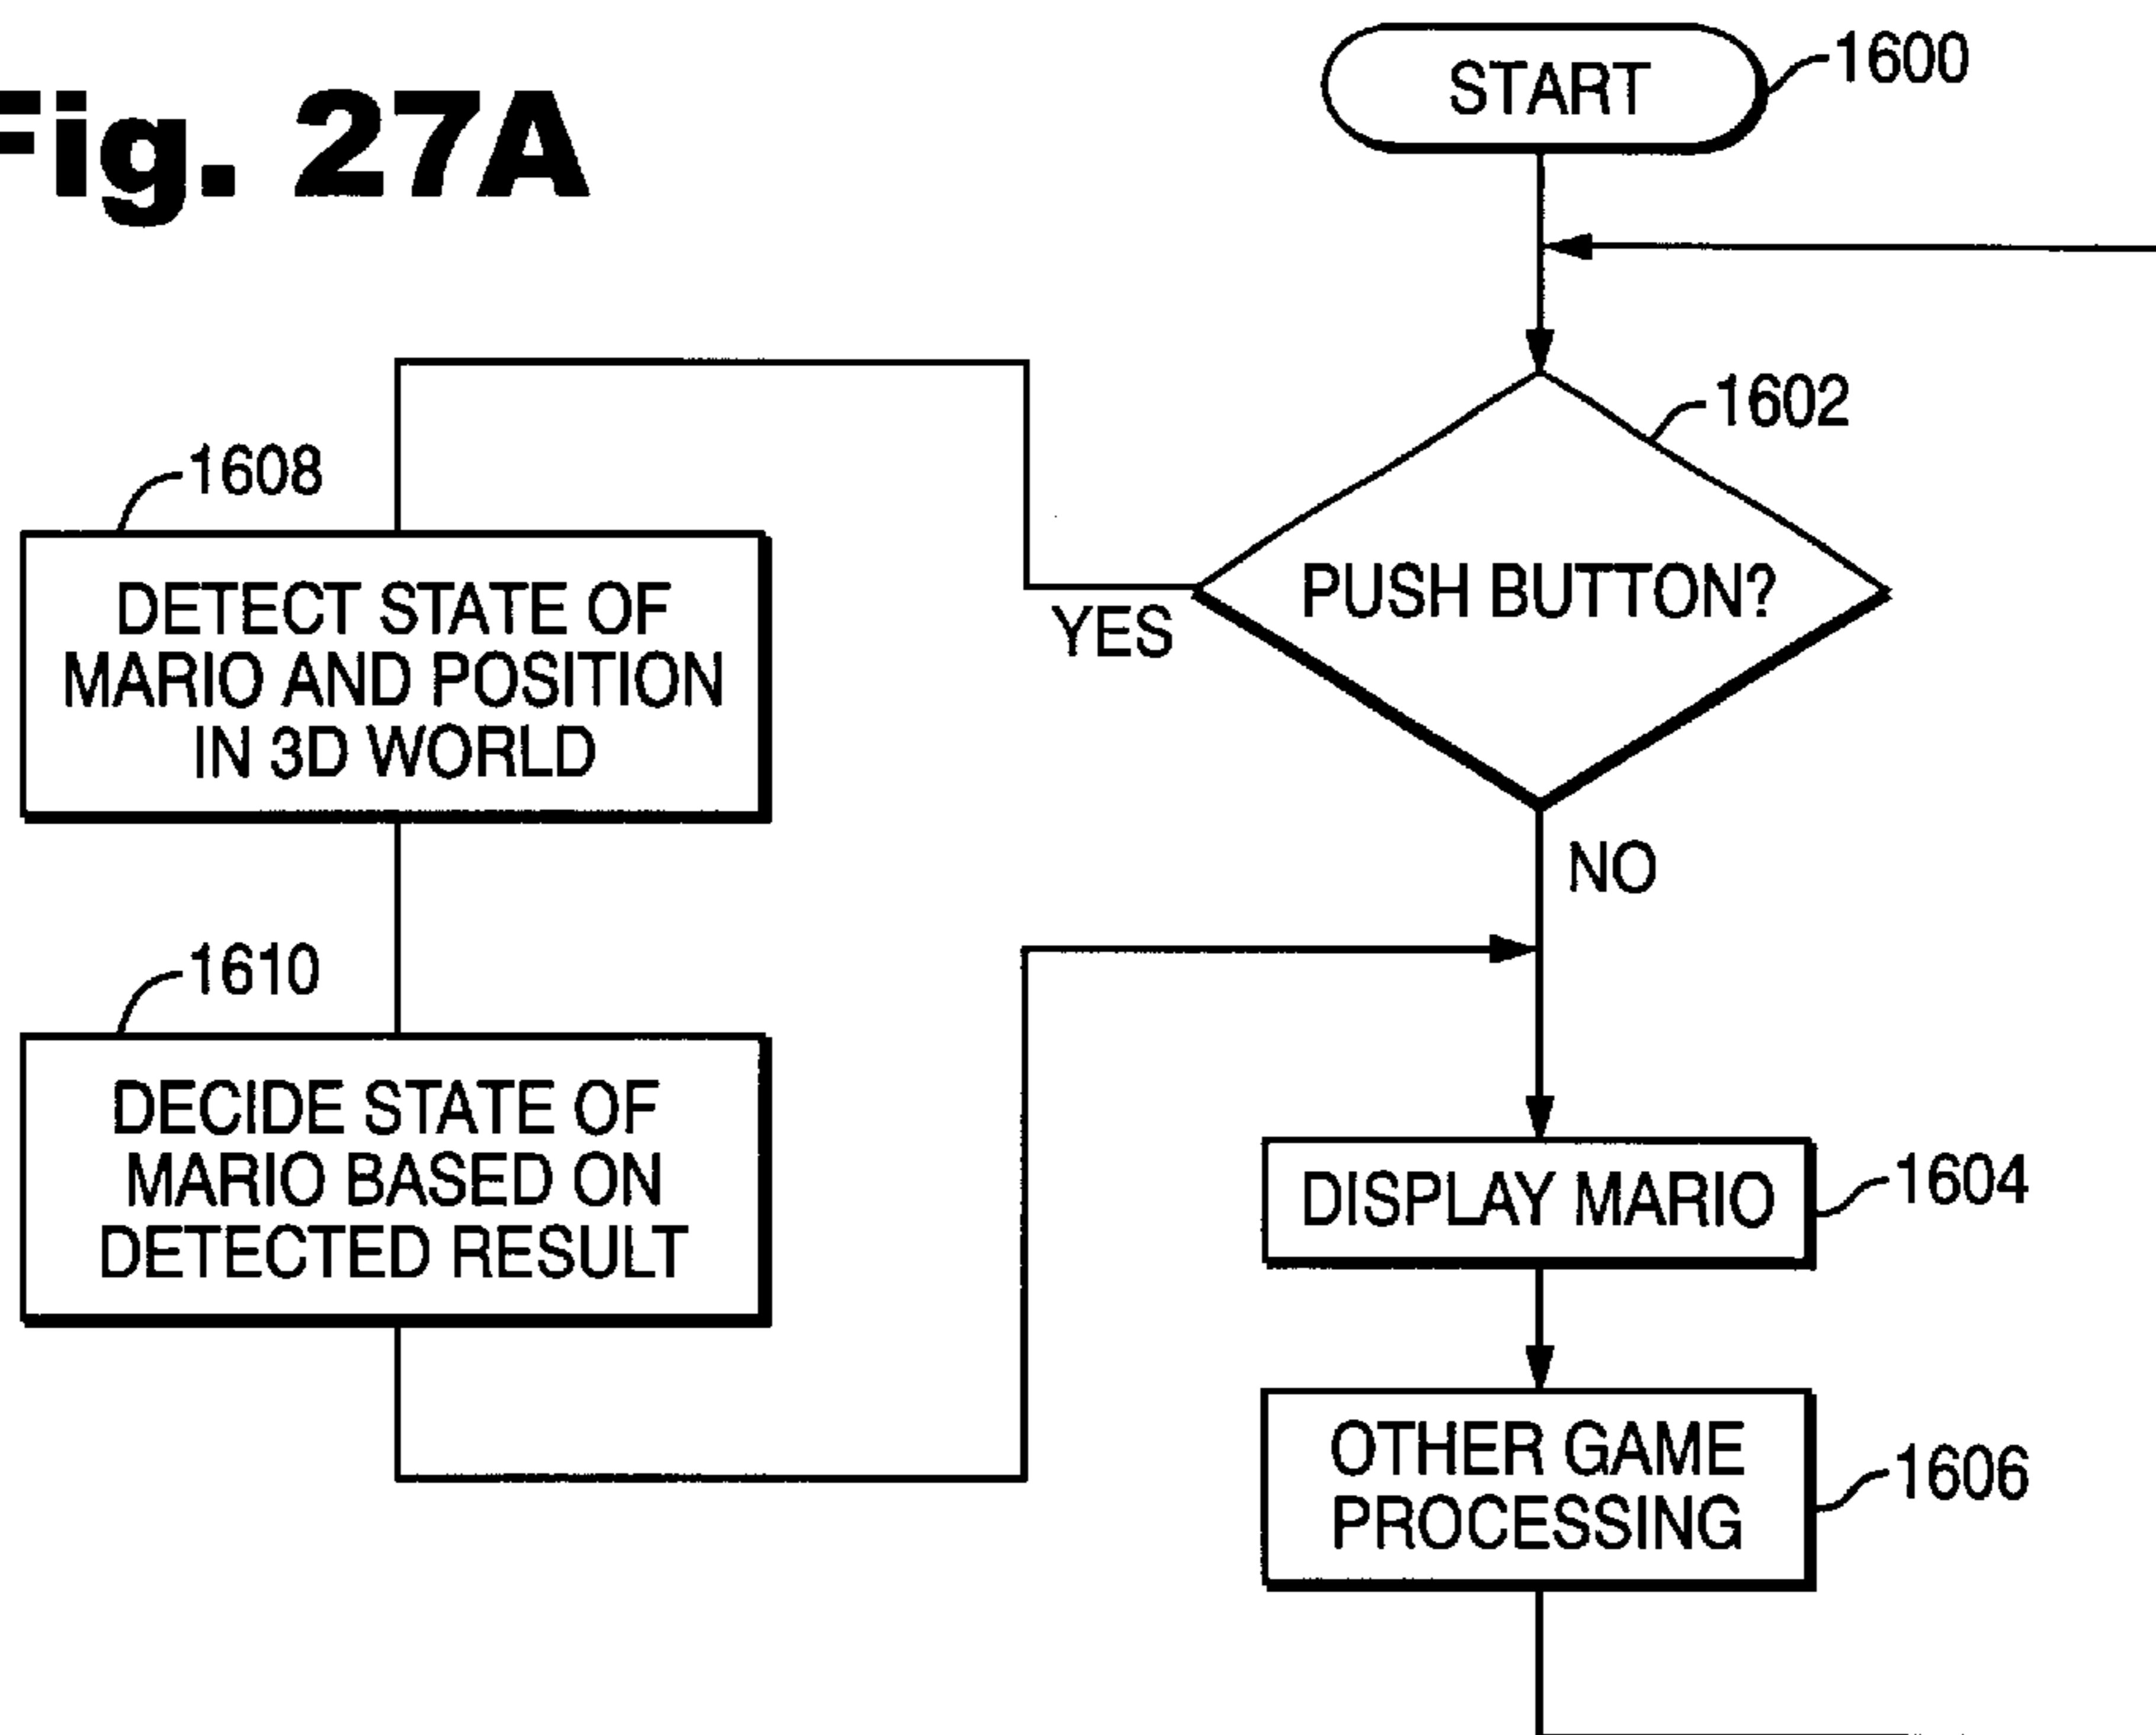 Fig. 27A
START
1600
1602
PUSH BUTTON?
YES
NO
1608
DETECT STATE OF
MARIO AND POSITION
IN 3D WORLD
1610
DECIDE STATE OF
MARIO BASED ON
DETECTED RESULT
DISPLAY MARIO
1604
OTHER GAME
PROCESSING
1606